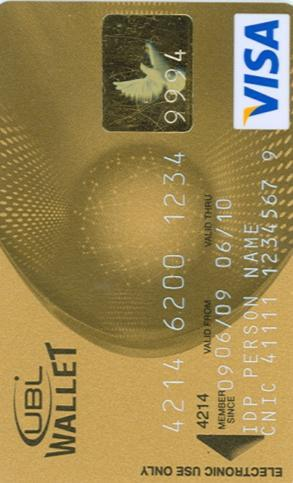 UBL
WALLET
VISA
4214 6200 1234 9994
4214
MEMBER SINCE 09
VALID FROM 06/09
VALID THRU 06/10
IDP PERSON NAME
CNIC 41111 1234567 9
ELECTRONIC USE ONLY